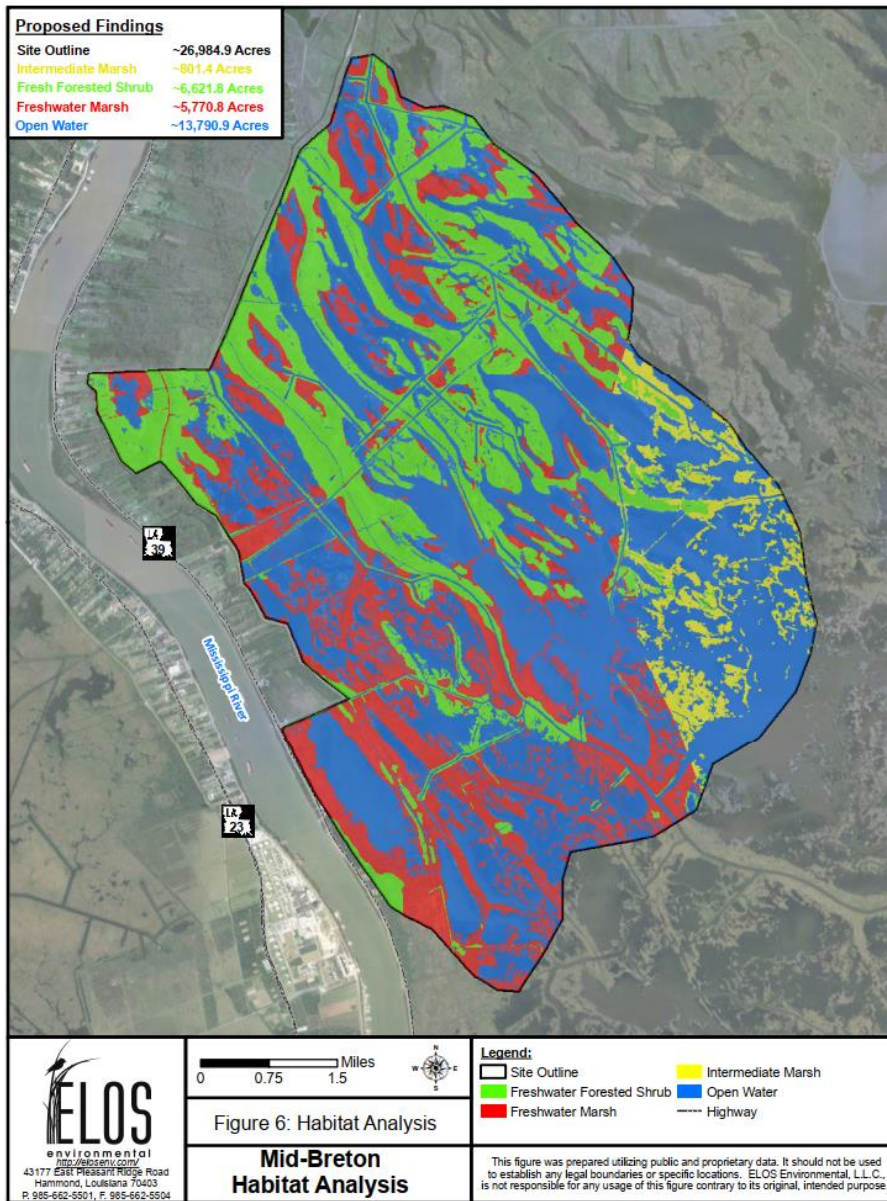 Proposed Findings
Site Outline ~26,984.9 Acres
Intermediate Marsh ~801.4 Acres
Fresh Forested Shrub ~6,621.8 Acres
Freshwater Marsh ~5,770.8 Acres
Open Water ~13,790.9 Acres
LA
39
Mississippi River
LA
23
ELOS
environmental
http://elosenv.com/
43177 East Pleasant Ridge Road
Hammond, Louisiana 70403
P. 985-662-5501, F. 985-662-5504
Miles
0 0.75 1.5
N
W E
S
Figure 6: Habitat Analysis
Mid-Breton
Habitat Analysis
Legend:
Site Outline
Freshwater Forested Shrub
Freshwater Marsh
Intermediate Marsh
Open Water
Highway
This figure was prepared utilizing public and proprietary data. It should not be used
to establish any legal boundaries or specific locations. ELOS Environmental, L.L.C.,
is not responsible for any usage of this figure contrary to its original, intended purpose.